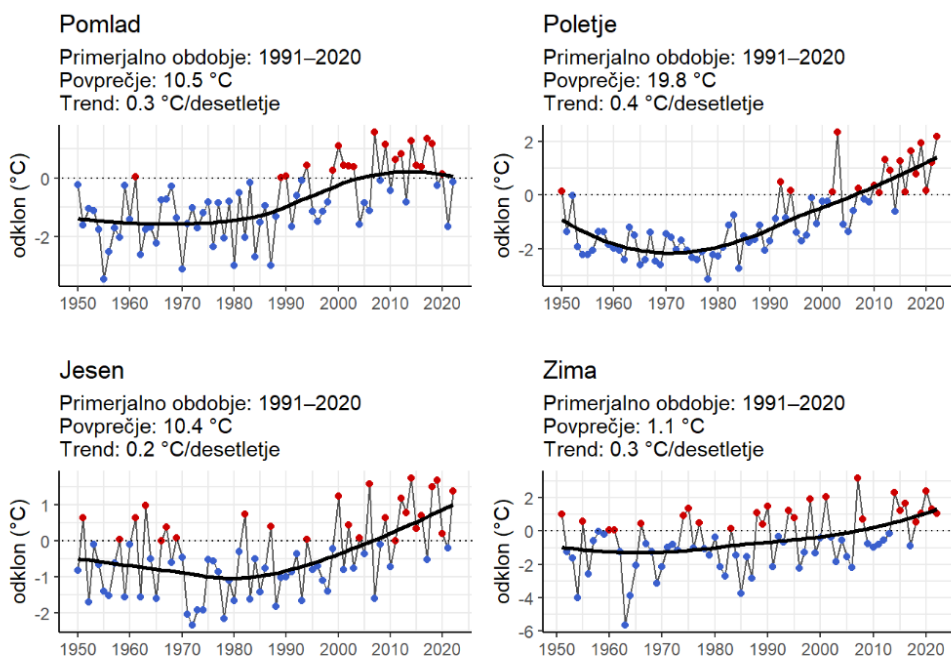 Pomlad
Primerjalno obdobje: 1991–2020
Povprečje: 10.5 °C
Trend: 0.3 °C/desetletje
odklon (°C)
0
-2
1950 1960 1970 1980 1990 2000 2010 2020
Poletje
Primerjalno obdobje: 1991–2020
Povprečje: 19.8 °C
Trend: 0.4 °C/desetletje
odklon (°C)
2
0
-2
1950 1960 1970 1980 1990 2000 2010 2020
Jesen
Primerjalno obdobje: 1991–2020
Povprečje: 10.4 °C
Trend: 0.2 °C/desetletje
odklon (°C)
1
0
-1
-2
1950 1960 1970 1980 1990 2000 2010 2020
Zima
Primerjalno obdobje: 1991–2020
Povprečje: 1.1 °C
Trend: 0.3 °C/desetletje
odklon (°C)
2
0
-2
-4
-6
1950 1960 1970 1980 1990 2000 2010 2020